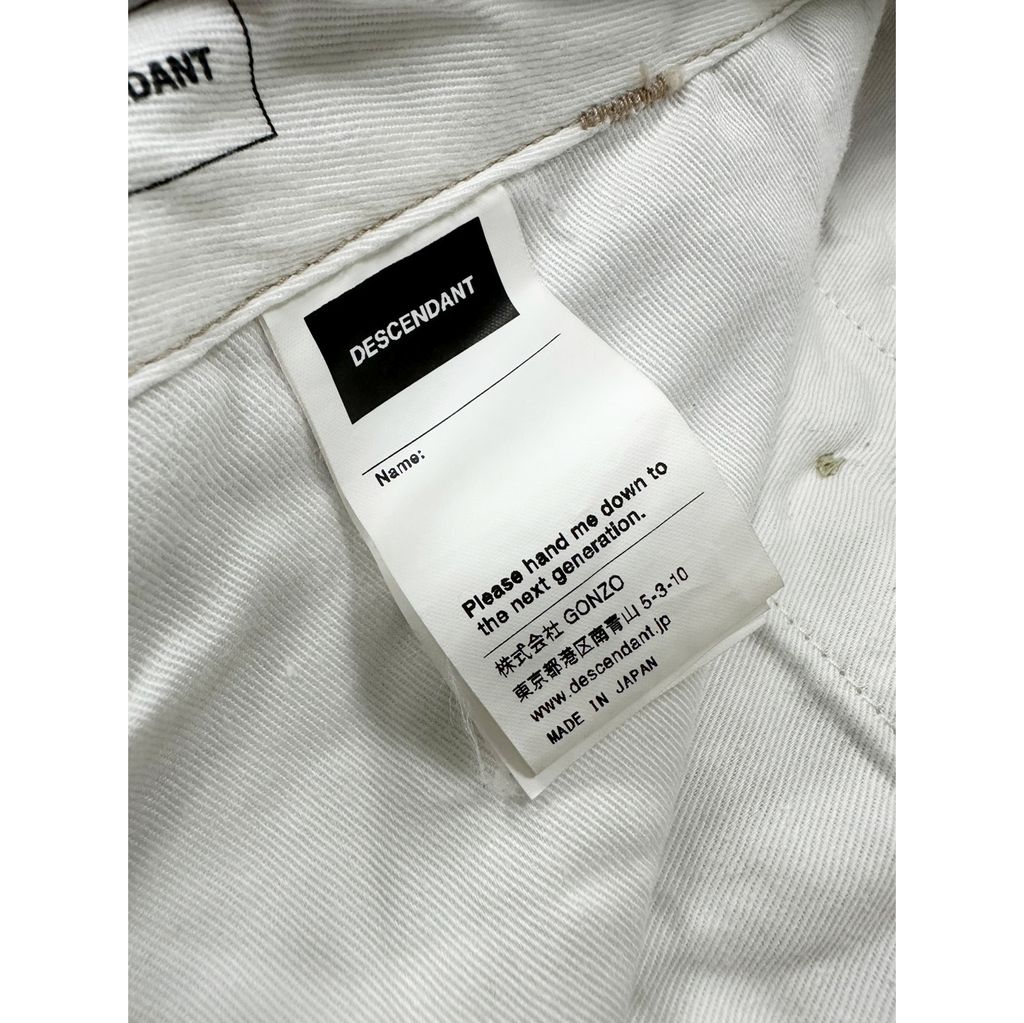 DANT
DESCENDANT
Name:
Please hand me down to
the next generation.
株式会社 GONZO
東京都港区南青山 5-3-10
www.descendant.jp
MADE IN JAPAN